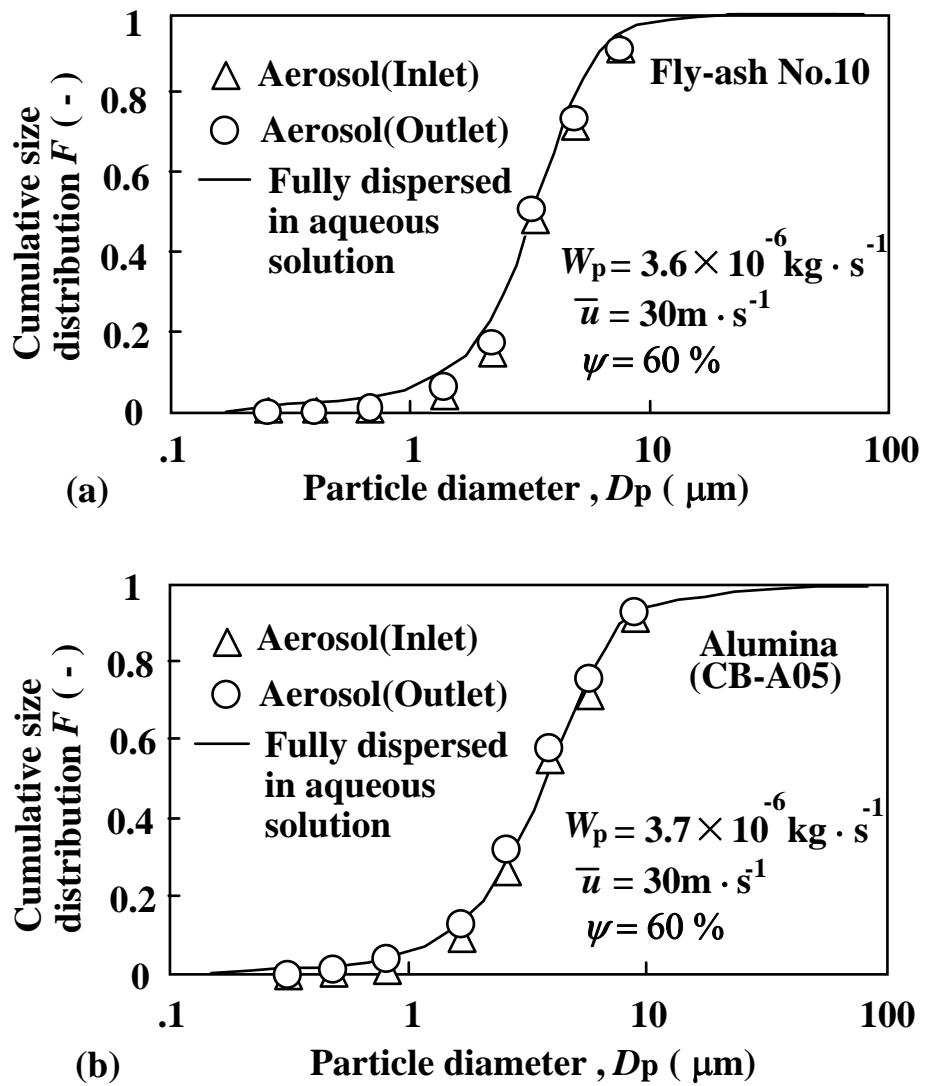 1
0.8
0.6
0.4
0.2
0
Cumulative size
distribution F ( - )
Aerosol(Inlet)
Aerosol(Outlet)
Fully dispersed
in aqueous
solution
Fly-ash No.10
Wp = 3.6 × 10⁻⁶ kg · s⁻¹
u̅ = 30m · s⁻¹
ψ = 60 %
.1 1 10 100
(a) Particle diameter , Dp ( μm)
1
0.8
0.6
0.4
0.2
0
Cumulative size
distribution F ( - )
Aerosol(Inlet)
Aerosol(Outlet)
Fully dispersed
in aqueous
solution
Alumina
(CB-A05)
Wp = 3.7 × 10⁻⁶ kg · s⁻¹
u̅ = 30m · s⁻¹
ψ = 60 %
.1 1 10 100
(b) Particle diameter , Dp ( μm)